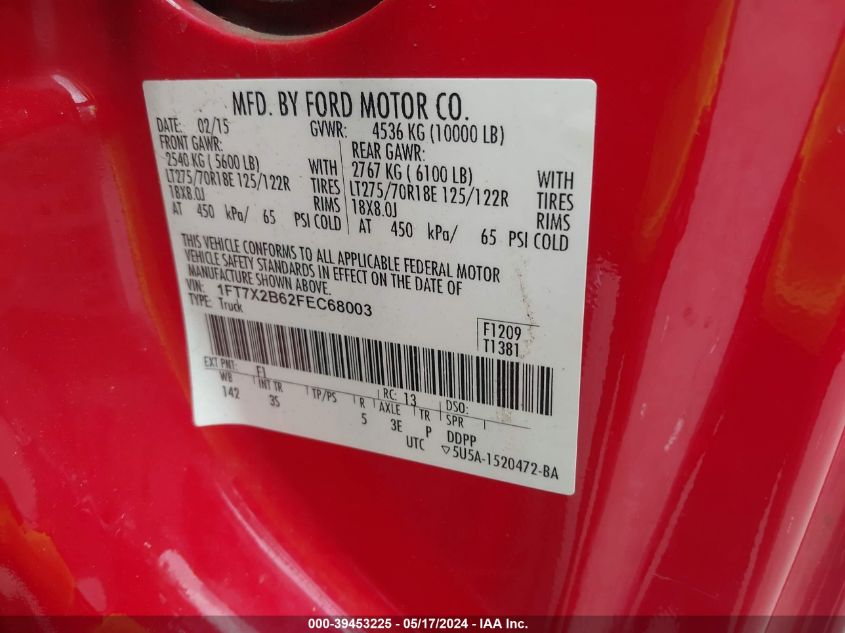 MFD. BY FORD MOTOR CO.
DATE: 02/15 GVWR: 4536 KG (10000 LB)
FRONT GAWR: REAR GAWR:
2540 KG (5600 LB) WITH 2767 KG (6100 LB) WITH
LT275/70R18E 125/122R TIRES LT275/70R18E 125/122R TIRES
18X8.0J RIMS 18X8.0J RIMS
AT 450 kPa/ 65 PSI COLD AT 450 kPa/ 65 PSI COLD
THIS VEHICLE CONFORMS TO ALL APPLICABLE FEDERAL MOTOR
VEHICLE SAFETY STANDARDS IN EFFECT ON THE DATE OF
MANUFACTURE SHOWN ABOVE.
VIN: 1FT7X2B62FEC68003
TYPE: Truck
F1209
T1381
EXT PNT: F1 RC: 13 DSO:
WB INT TR TP/PS R AXLE TR SPR
142 3S 5 3E P DDPP
UTC ▽5U5A-1520472-BA
000-39453225 - 05/17/2024 - IAA Inc.